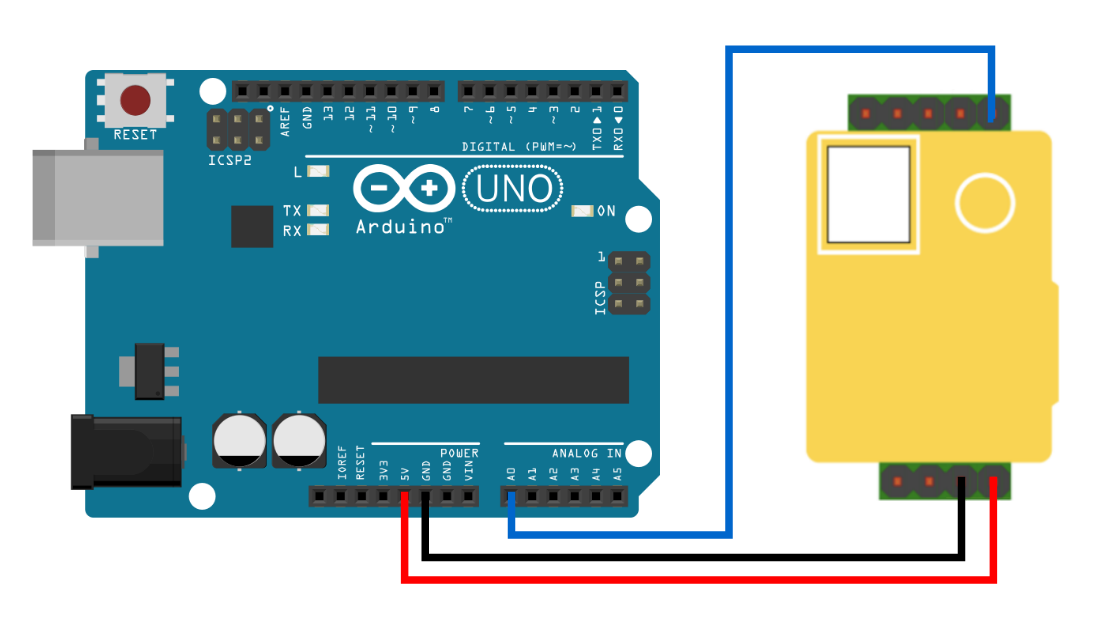 RESET
ICSP2
AREF
GND
13
12
~11
~10
~9
8
7
~6
~5
4
~3
2
TX0▶1
RX0◀0
DIGITAL (PWM=~)
L
TX
RX
UNO
Arduino™
ON
1
ICSP
POWER
ANALOG IN
IOREF
RESET
3V3
5V
GND
GND
VIN
A0
A1
A2
A3
A4
A5